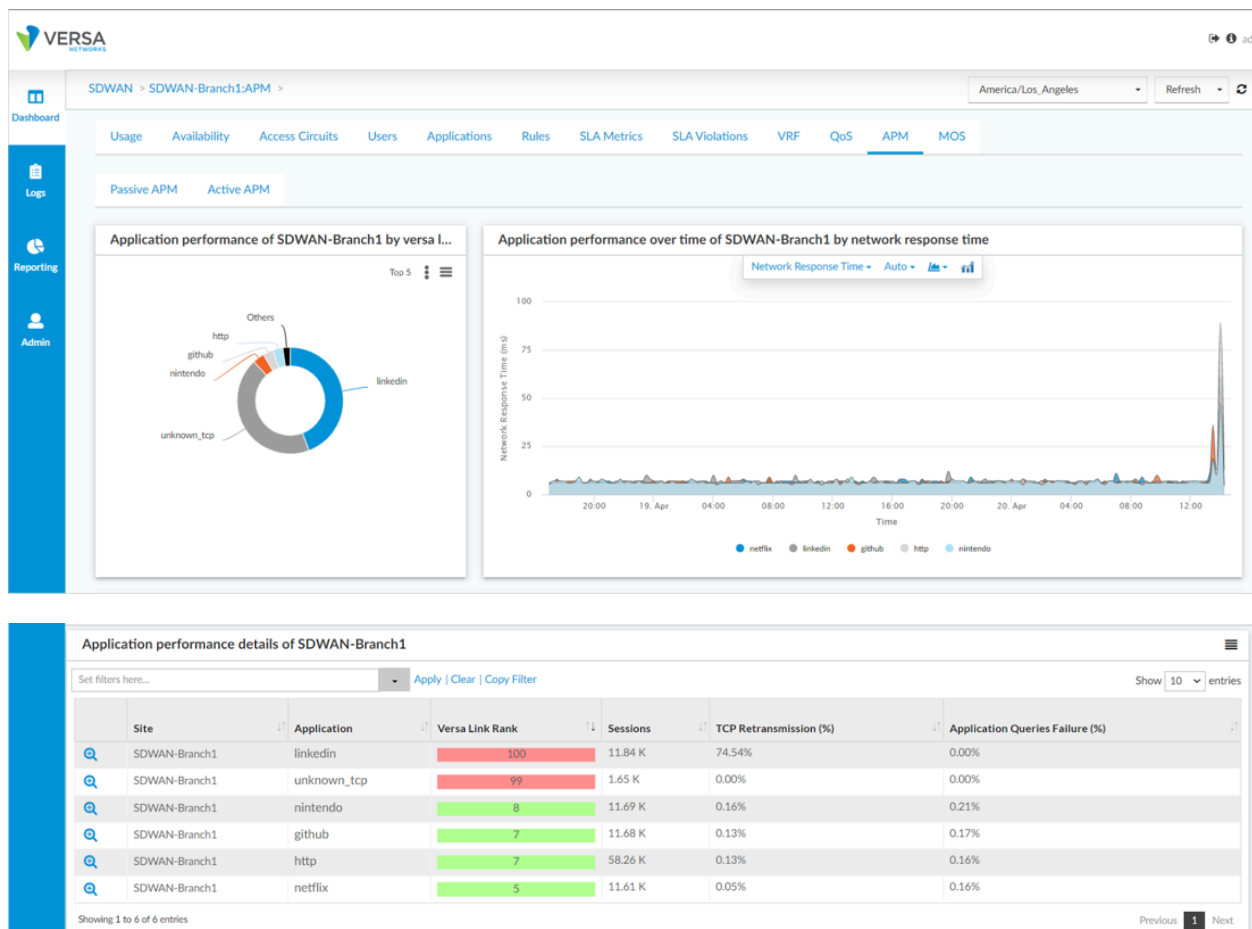 VERSA
NETWORKS
SDWAN > SDWAN-Branch1:APM >
America/Los_Angeles
Refresh
Dashboard
Logs
Reporting
Admin
Usage Availability Access Circuits Users Applications Rules SLA Metrics SLA Violations VRF QoS APM MOS
Passive APM Active APM
Application performance of SDWAN-Branch1 by versa l...
Top 5
Others
http
github
nintendo
linkedin
unknown_tcp
Application performance over time of SDWAN-Branch1 by network response time
Network Response Time Auto
Network Response Time (ms)
100
75
50
25
0
20:00 19. Apr 04:00 08:00 12:00 16:00 20:00 20. Apr 04:00 08:00 12:00
Time
netflix linkedin github http nintendo
Application performance details of SDWAN-Branch1
Set filters here... Apply | Clear | Copy Filter Show 10 entries
Site Application Versa Link Rank Sessions TCP Retransmission (%) Application Queries Failure (%)
SDWAN-Branch1 linkedin 100 11.84 K 74.54% 0.00%
SDWAN-Branch1 unknown_tcp 99 1.65 K 0.00% 0.00%
SDWAN-Branch1 nintendo 8 11.69 K 0.16% 0.21%
SDWAN-Branch1 github 7 11.68 K 0.13% 0.17%
SDWAN-Branch1 http 7 58.26 K 0.13% 0.16%
SDWAN-Branch1 netflix 5 11.61 K 0.05% 0.16%
Showing 1 to 6 of 6 entries
Previous 1 Next